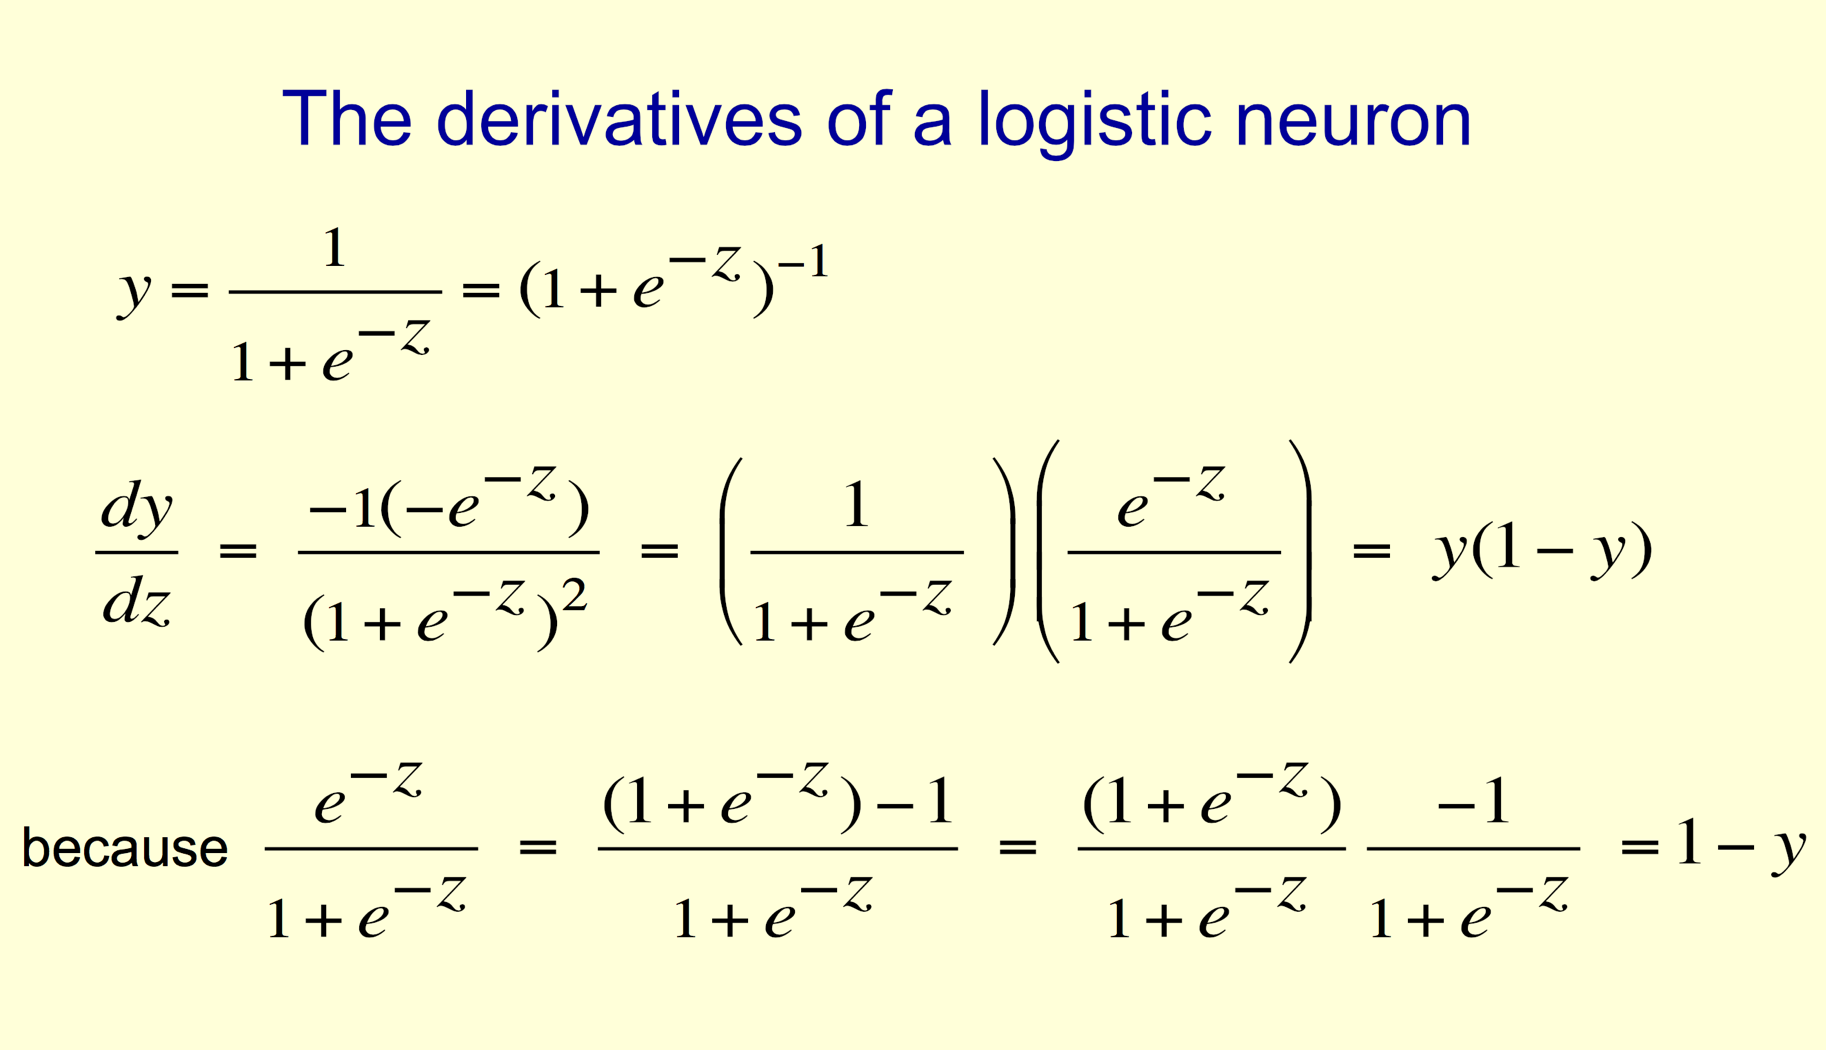 The derivatives of a logistic neuron
y = \frac{1}{1 + e^{-z}} = (1 + e^{-z})^{-1}
\frac{dy}{dz} = \frac{-1(-e^{-z})}{(1 + e^{-z})^2} = \left(\frac{1}{1 + e^{-z}}\right)\left(\frac{e^{-z}}{1 + e^{-z}}\right) = y(1 - y)
because \frac{e^{-z}}{1 + e^{-z}} = \frac{(1 + e^{-z}) - 1}{1 + e^{-z}} = \frac{(1 + e^{-z})}{1 + e^{-z}} \frac{-1}{1 + e^{-z}} = 1 - y